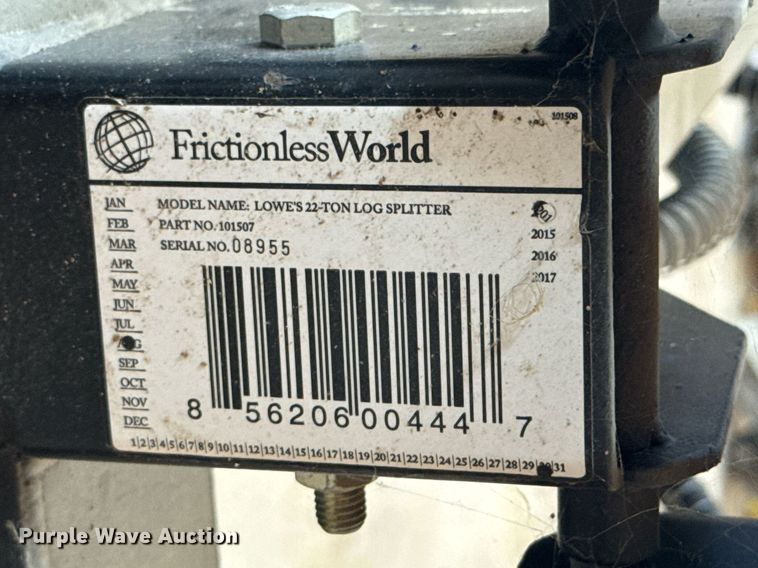 101508
FrictionlessWorld
MODEL NAME: LOWE'S 22-TON LOG SPLITTER
PART NO. 101507
SERIAL NO. 08955
JAN
FEB
MAR
APR
MAY
JUN
JUL
AUG
SEP
OCT
NOV
DEC
2015
2016
2017
8 56206 00444 7
1|2|3|4|5|6|7|8|9|10|11|12|13|14|15|16|17|18|19|20|21|22|23|24|25|26|27|28|29|30|31
Purple Wave Auction